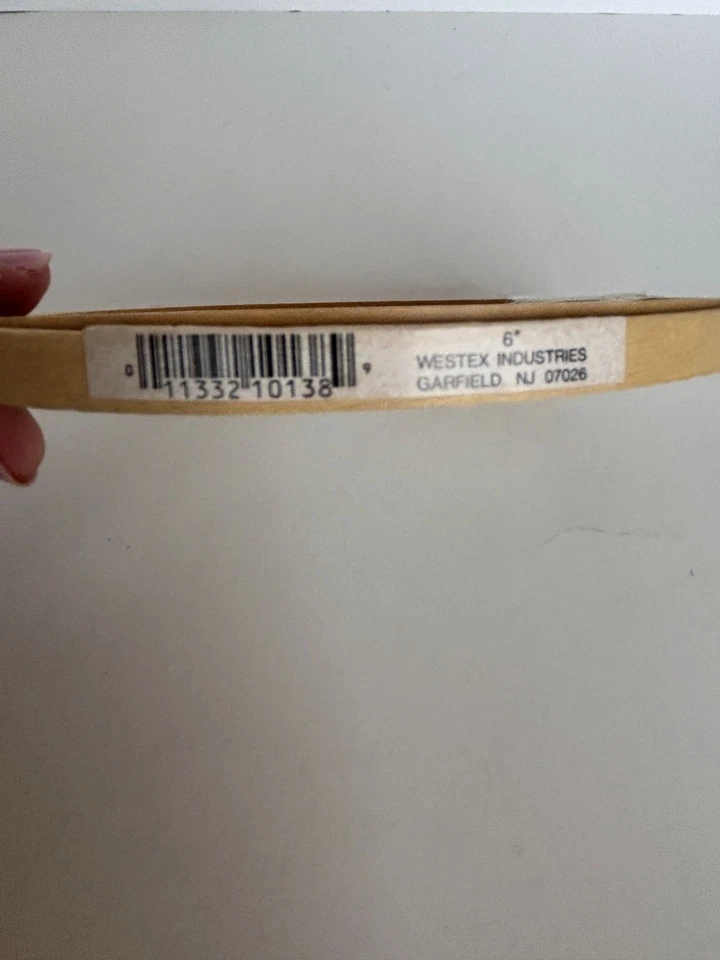 0 11332 10138 9
6"
WESTEX INDUSTRIES
GARFIELD NJ 07026